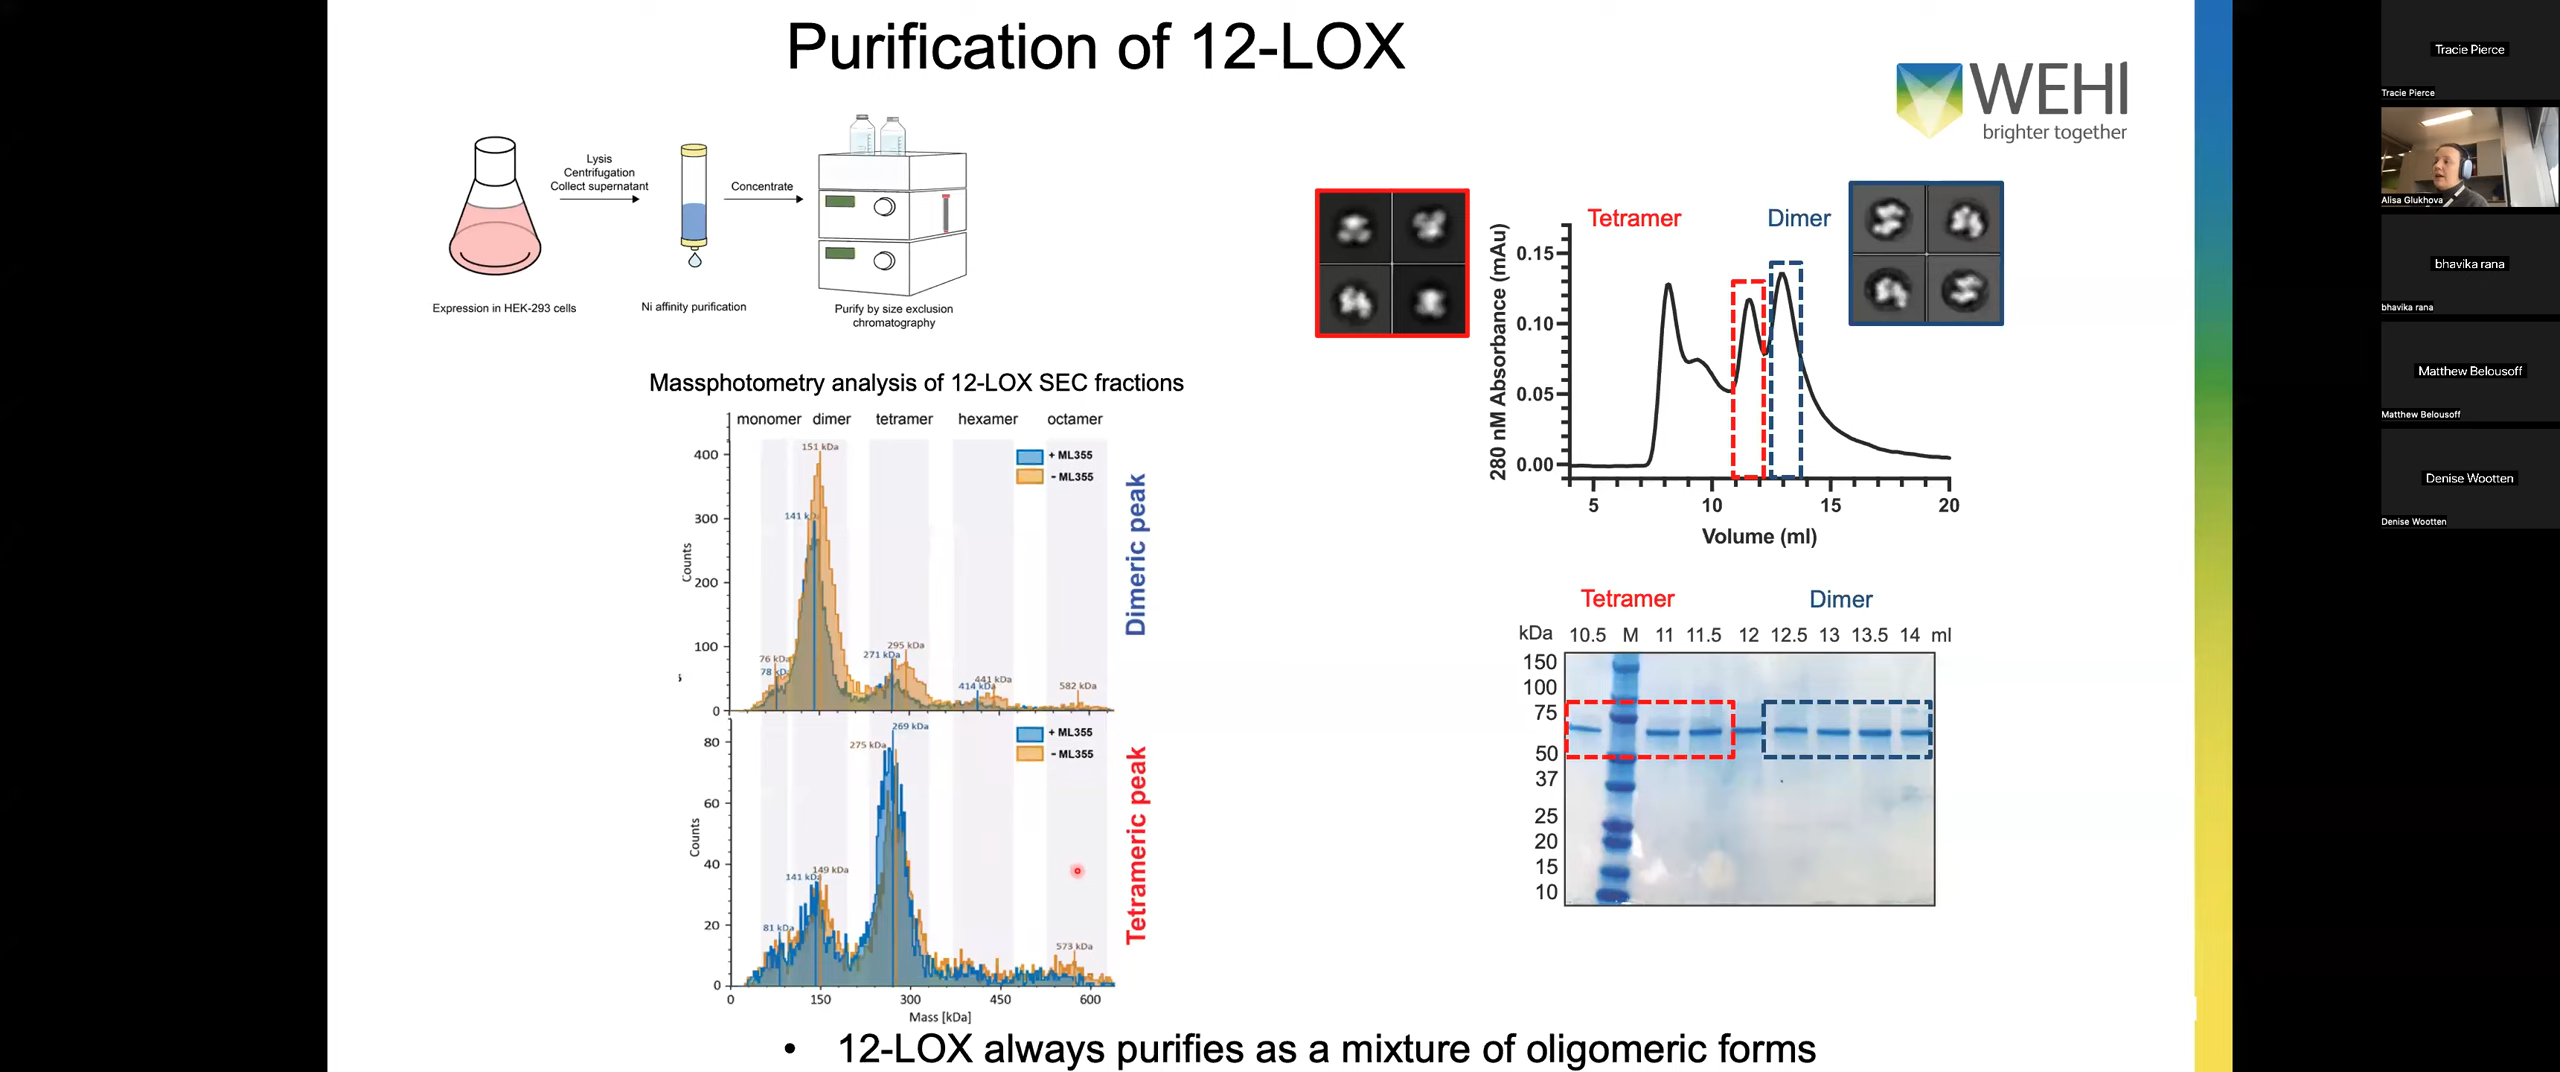 Purification of 12-LOX
WEHI
brighter together
Lysis
Centrifugation
Collect supernatant
Concentrate
Expression in HEK-293 cells
Ni affinity purification
Purify by size exclusion
chromatography
Massphotometry analysis of 12-LOX SEC fractions
monomer dimer tetramer hexamer octamer
Counts
400
300
200
100
0
151 kDa
141 kDa
76 kDa
78 kDa
271 kDa
295 kDa
414 kDa
441 kDa
582 kDa
+ ML355
- ML355
Dimeric peak
Counts
80
60
40
20
0
269 kDa
275 kDa
141 kDa
149 kDa
81 kDa
573 kDa
+ ML355
- ML355
Tetrameric peak
0 150 300 450 600
Mass [kDa]
Tetramer Dimer
280 nM Absorbance (mAu)
0.15
0.10
0.05
0.00
5 10 15 20
Volume (ml)
Tetramer Dimer
kDa 10.5 M 11 11.5 12 12.5 13 13.5 14 ml
150
100
75
50
37
25
20
15
10
• 12-LOX always purifies as a mixture of oligomeric forms
Tracie Pierce
Tracie Pierce
Alisa Glukhova
bhavika rana
bhavika rana
Matthew Belousoff
Matthew Belousoff
Denise Wootten
Denise Wootten